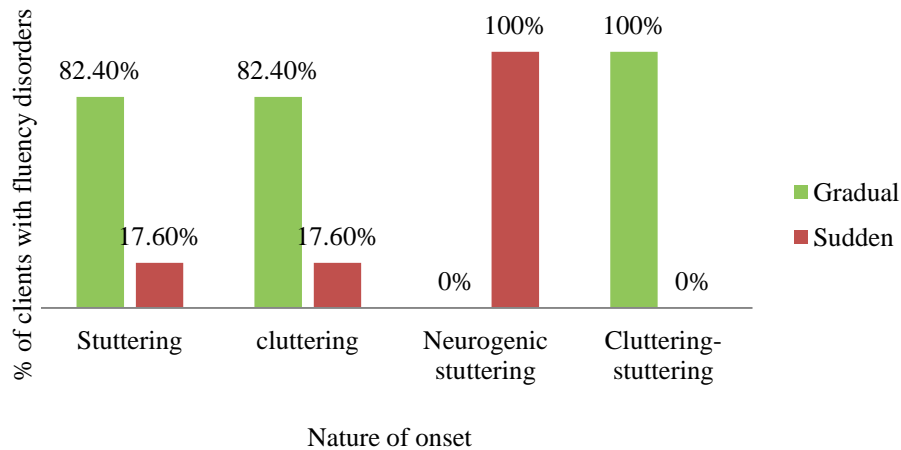 % of clients with fluency disorders
100% 100%
82.40% 82.40%
17.60% 17.60%
0% 0%
Gradual
Sudden
Stuttering cluttering Neurogenic Cluttering-
stuttering stuttering
Nature of onset